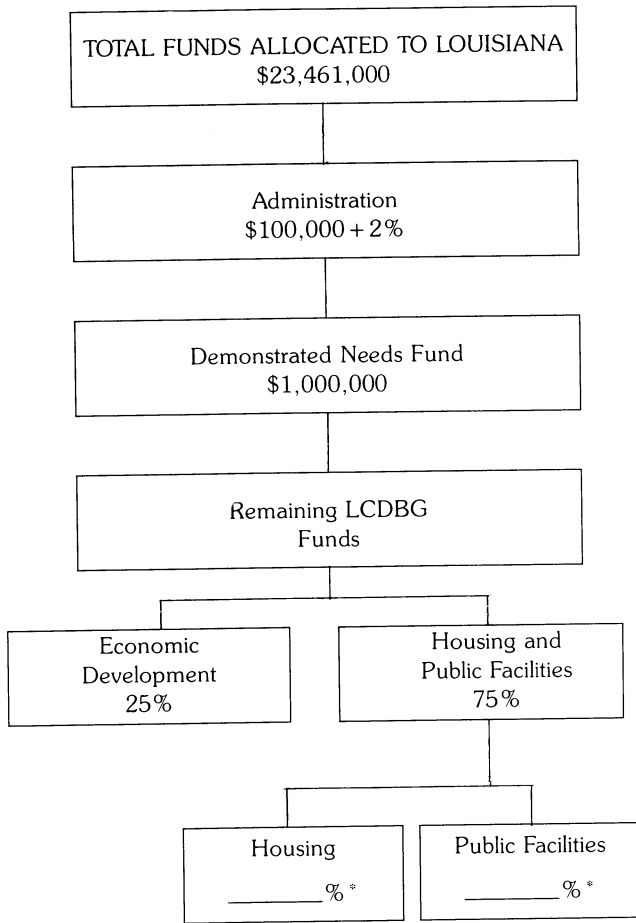 TOTAL FUNDS ALLOCATED TO LOUISIANA
$23,461,000
Administration
$100,000 + 2%
Demonstrated Needs Fund
$1,000,000
Remaining LCDBG
Funds
Economic
Development
25%
Housing and
Public Facilities
75%
Housing
________ % *
Public Facilities
________ % *